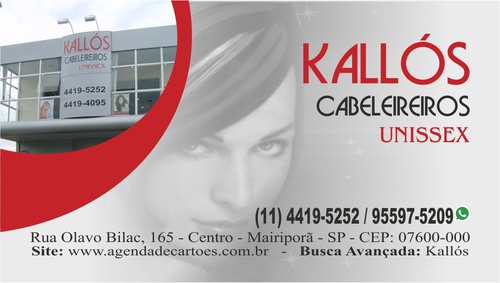 KALLÓS
CABELEIREIROS
UNISSEX
4419-5252
4419-4095
KALLÓS
CABELEIREIROS
UNISSEX
(11) 4419-5252 / 95597-5209
Rua Olavo Bilac, 165 - Centro - Mairiporã - SP - CEP: 07600-000
Site: www.agendadecartoes.com.br - Busca Avançada: Kallós